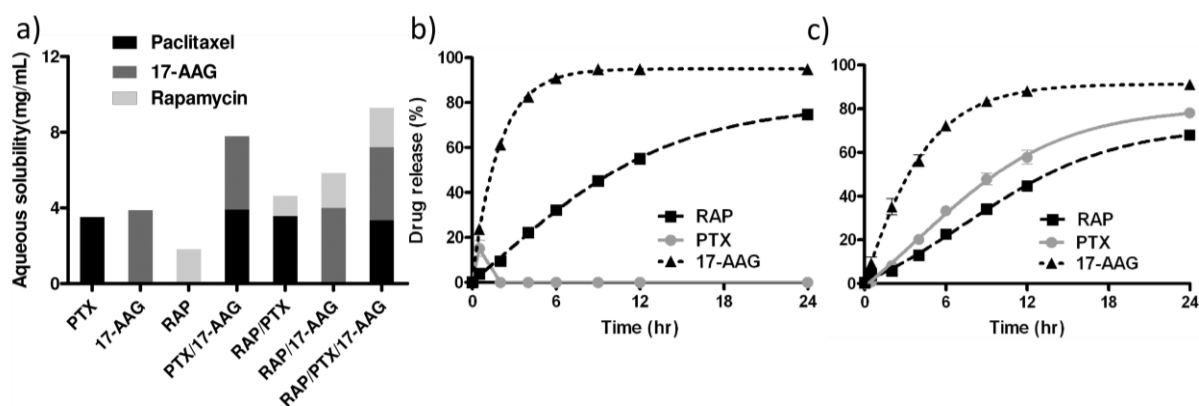 a)
Paclitaxel
17-AAG
Rapamycin
Aqueous solubility(mg/mL)
12
8
4
0
PTX
17-AAG
RAP
PTX/17-AAG
RAP/PTX
RAP/17-AAG
RAP/PTX/17-AAG
b)
Drug release (%)
100
80
60
40
20
0
RAP
PTX
17-AAG
0 6 12 18 24
Time (hr)
c)
100
80
60
40
20
0
RAP
PTX
17-AAG
0 6 12 18 24
Time (hr)